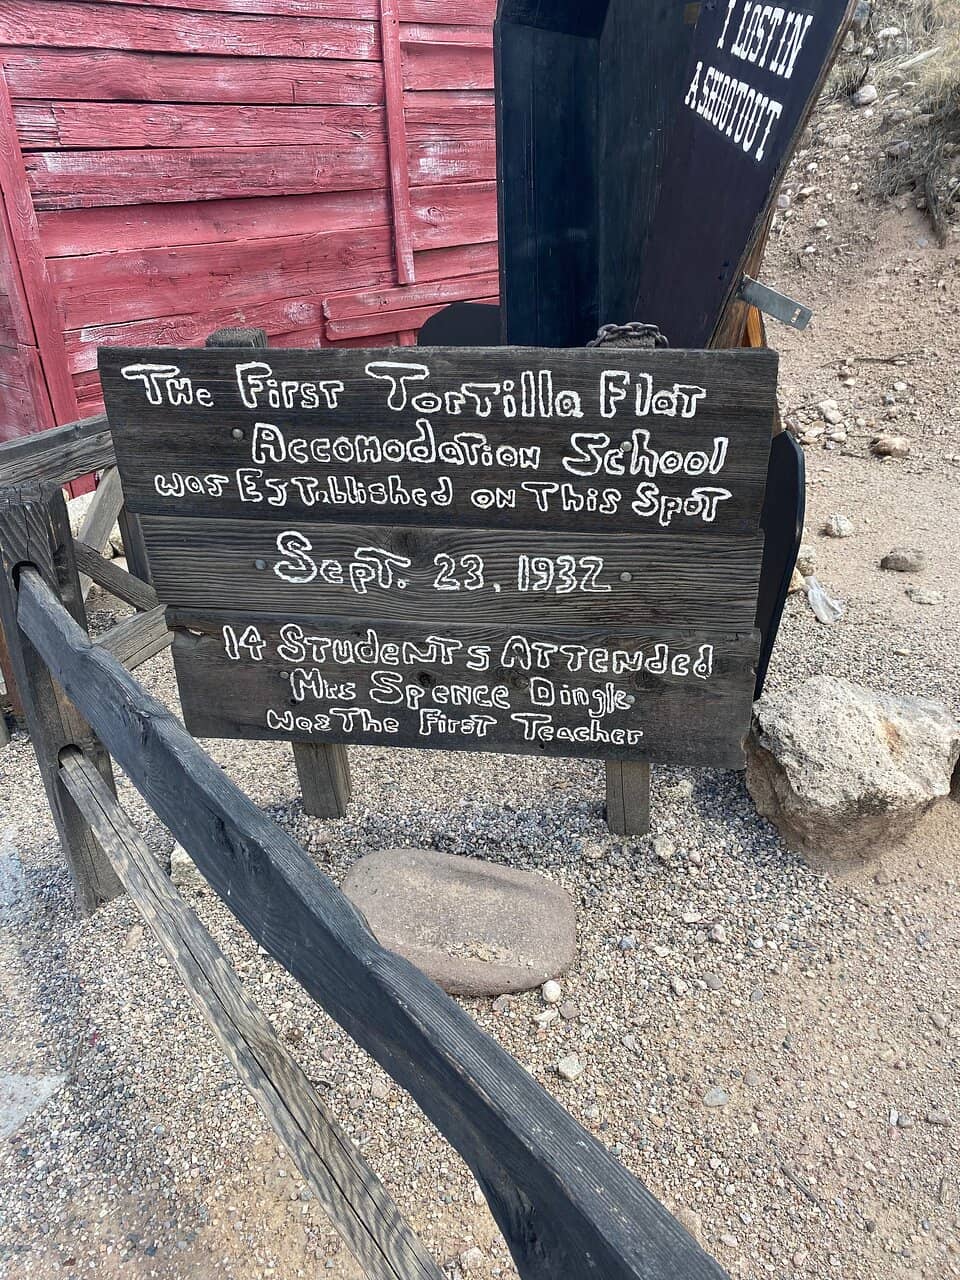 I LOST IN
A SHOOTOUT
THe First Tortilla Flat
Accomodation School
was EsTablished on This Spot
Sept. 23, 1932
14 Students Attended
Mrs Spence Dingle
was The First Teacher